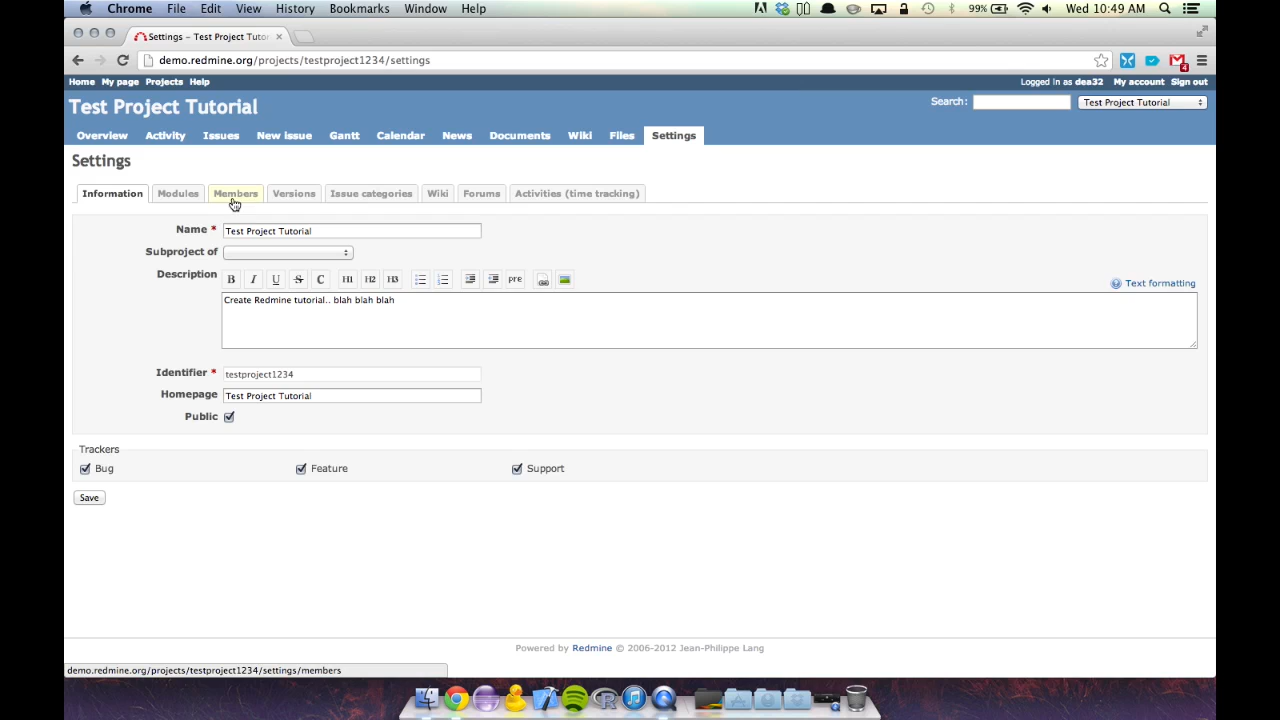 Chrome File Edit View History Bookmarks Window Help 99% Wed 10:49 AM
Settings – Test Project Tutor
demo.redmine.org/projects/testproject1234/settings 4
Home My page Projects Help Logged in as dea32 My account Sign out
Test Project Tutorial Search: Test Project Tutorial
Overview Activity Issues New issue Gantt Calendar News Documents Wiki Files Settings
Settings
Information Modules Members Versions Issue categories Wiki Forums Activities (time tracking)
Name * Test Project Tutorial
Subproject of
Description B I U S C H1 H2 H3 pre Text formatting
Create Redmine tutorial.. blah blah blah
Identifier * testproject1234
Homepage Test Project Tutorial
Public
Trackers
Bug Feature Support
Save
Powered by Redmine © 2006-2012 Jean-Philippe Lang
demo.redmine.org/projects/testproject1234/settings/members
R